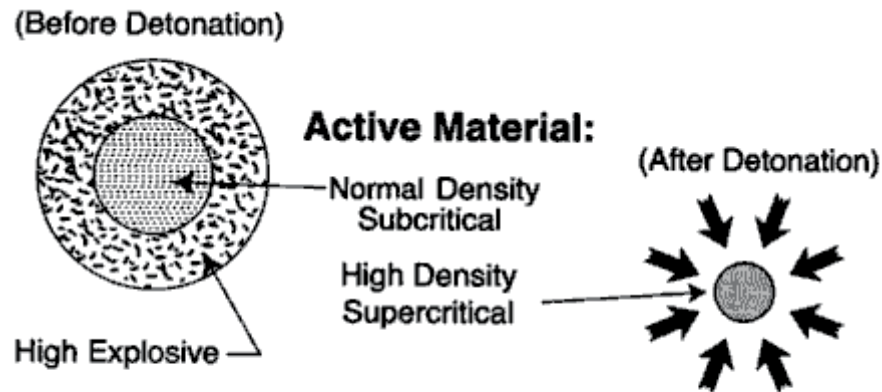 (Before Detonation)
Active Material:
(After Detonation)
Normal Density
Subcritical
High Density
Supercritical
High Explosive